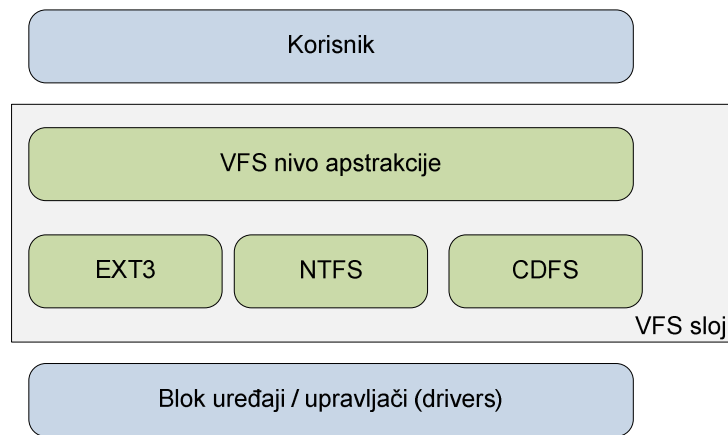 Korisnik
VFS nivo apstrakcije
EXT3
NTFS
CDFS
VFS sloj
Blok uređaji / upravljači (drivers)